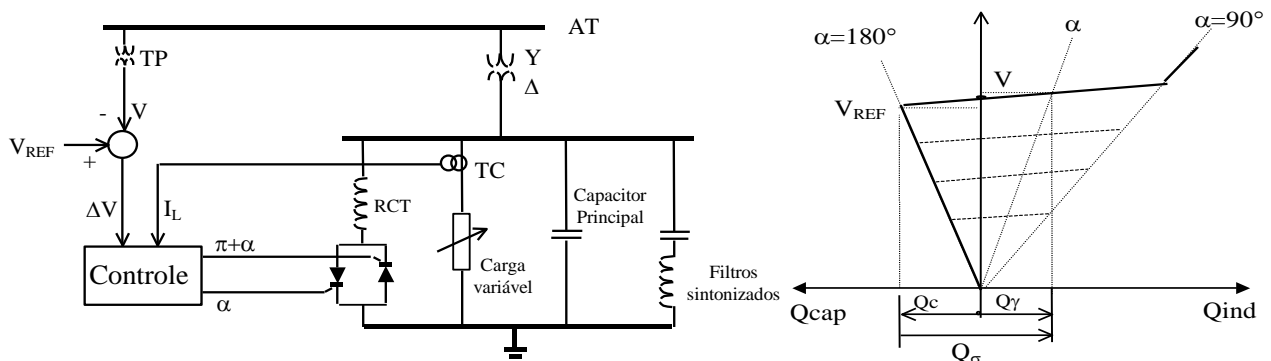 AT
TP
Y
Δ
-
V
V_REF
+
ΔV
I_L
TC
RCT
Capacitor
Principal
π+α
Controle
α
Carga
variável
Filtros
sintonizados
α=180°
α
α=90°
V
V_REF
Qcap
Qc
Qγ
Qind
Qσ